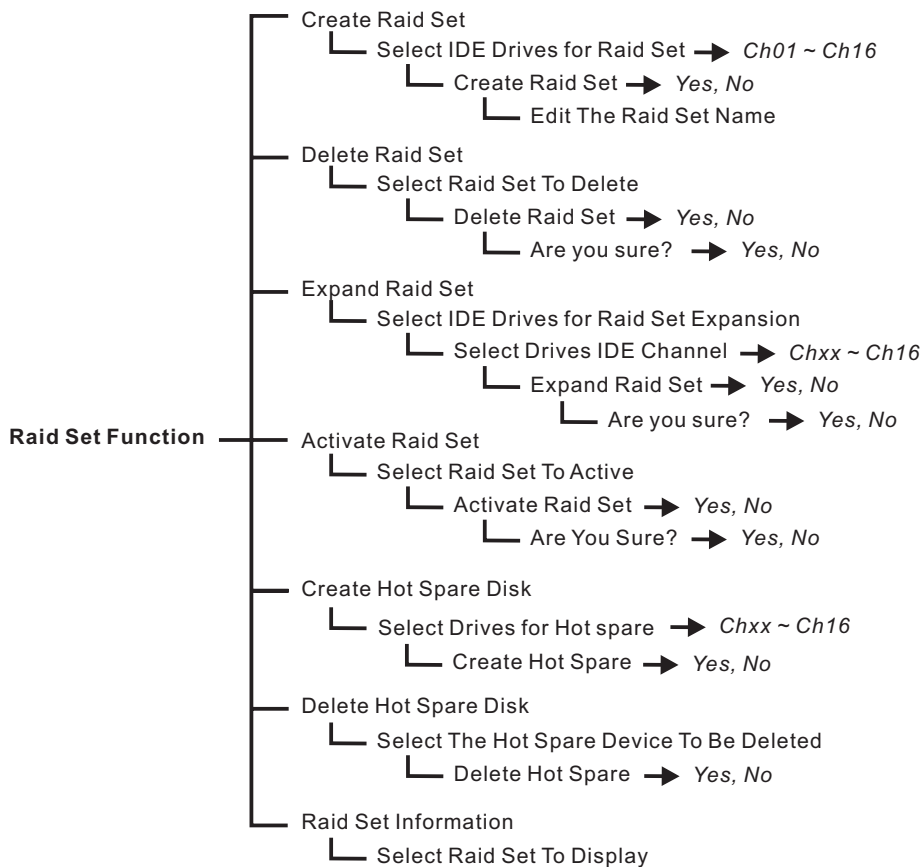 Create Raid Set
Select IDE Drives for Raid Set Ch01 ~ Ch16
Create Raid Set Yes, No
Edit The Raid Set Name
Delete Raid Set
Select Raid Set To Delete
Delete Raid Set Yes, No
Are you sure? Yes, No
Expand Raid Set
Select IDE Drives for Raid Set Expansion
Select Drives IDE Channel Chxx ~ Ch16
Expand Raid Set Yes, No
Are you sure? Yes, No
Raid Set Function
Activate Raid Set
Select Raid Set To Active
Activate Raid Set Yes, No
Are You Sure? Yes, No
Create Hot Spare Disk
Select Drives for Hot spare Chxx ~ Ch16
Create Hot Spare Yes, No
Delete Hot Spare Disk
Select The Hot Spare Device To Be Deleted
Delete Hot Spare Yes, No
Raid Set Information
Select Raid Set To Display